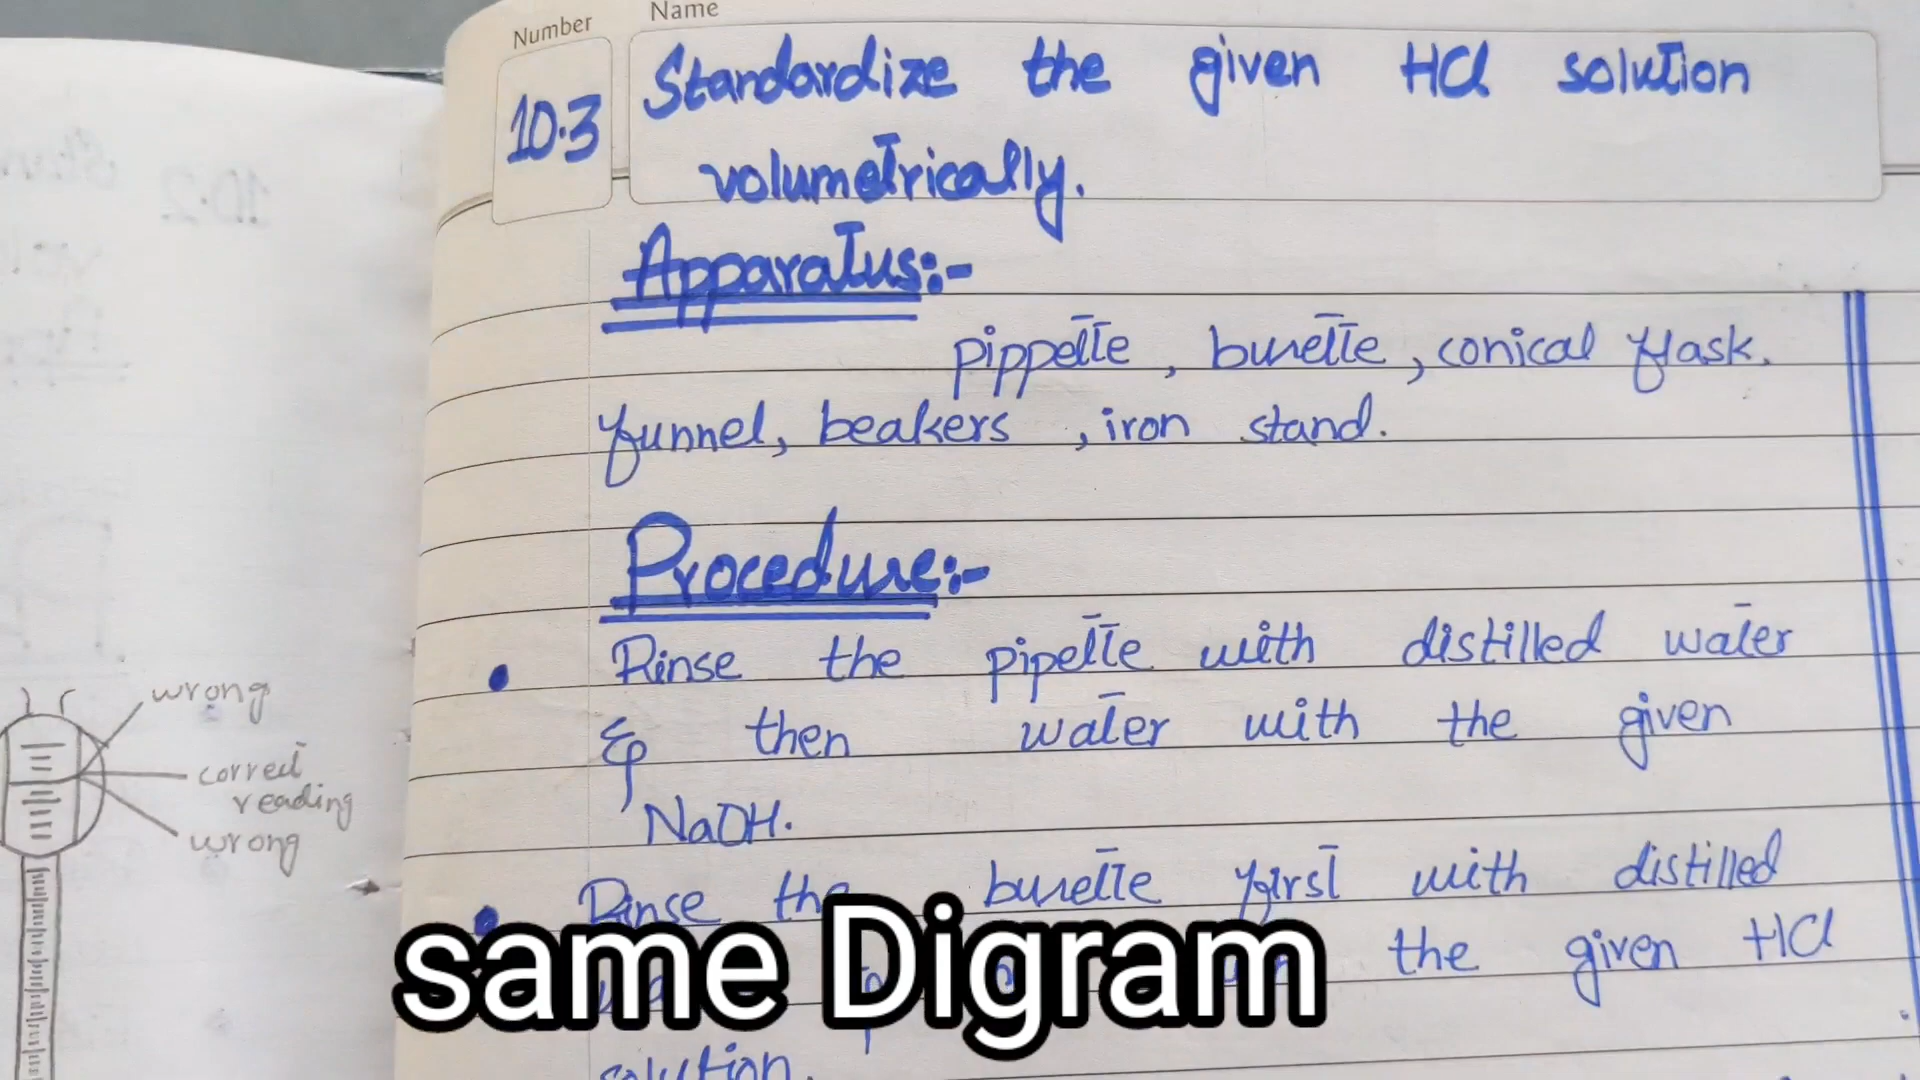 Number
Name
10.3
Standardize the given HCl solution
volumetrically.
Apparatus:-
pippette, burette, conical flask,
funnel, beakers, iron stand.
Procedure:-
• Rinse the pipette with distilled water
& then water with the given
NaOH.
• Rinse the burette first with distilled
the given HCl
solution.
wrong
correct
reading
wrong
same Digram